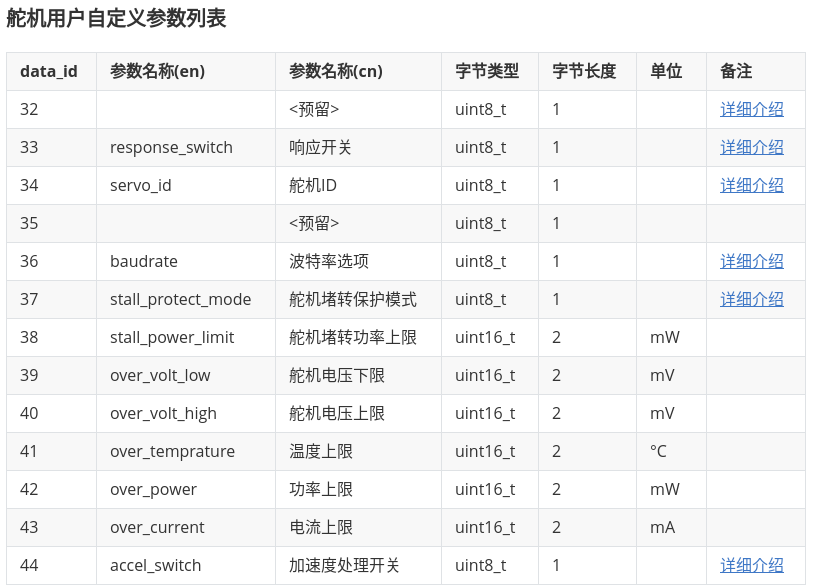 舵机用户自定义参数列表
data_id 参数名称(en) 参数名称(cn) 字节类型 字节长度 单位 备注
32 <预留> uint8_t 1 详细介绍
33 response_switch 响应开关 uint8_t 1 详细介绍
34 servo_id 舵机ID uint8_t 1 详细介绍
35 <预留> uint8_t 1
36 baudrate 波特率选项 uint8_t 1 详细介绍
37 stall_protect_mode 舵机堵转保护模式 uint8_t 1 详细介绍
38 stall_power_limit 舵机堵转功率上限 uint16_t 2 mW
39 over_volt_low 舵机电压下限 uint16_t 2 mV
40 over_volt_high 舵机电压上限 uint16_t 2 mV
41 over_temprature 温度上限 uint16_t 2 °C
42 over_power 功率上限 uint16_t 2 mW
43 over_current 电流上限 uint16_t 2 mA
44 accel_switch 加速度处理开关 uint8_t 1 详细介绍